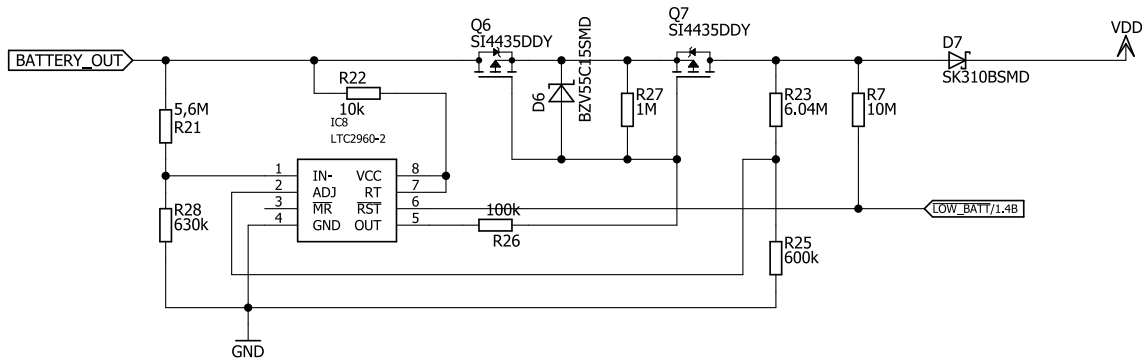 Q6
SI4435DDY
Q7
SI4435DDY
D7
SK310BSMD
VDD
BATTERY_OUT
R22
10k
IC8
LTC2960-2
5,6M
R21
D6
BZV55C15SMD
R27
1M
R23
6.04M
R7
10M
1 IN- VCC 8
2 ADJ RT 7
3 MR RST 6
4 GND OUT 5
R28
630k
100k
R26
LOW_BATT/1.4B
R25
600k
GND